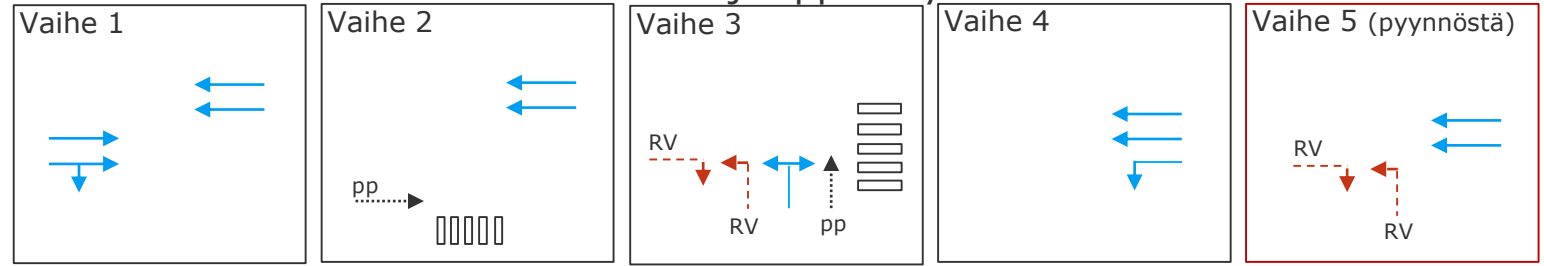 Vaihe 1
Vaihe 2
pp
Vaihe 3
RV
RV
pp
Vaihe 4
Vaihe 5 (pyynnöstä)
RV
RV